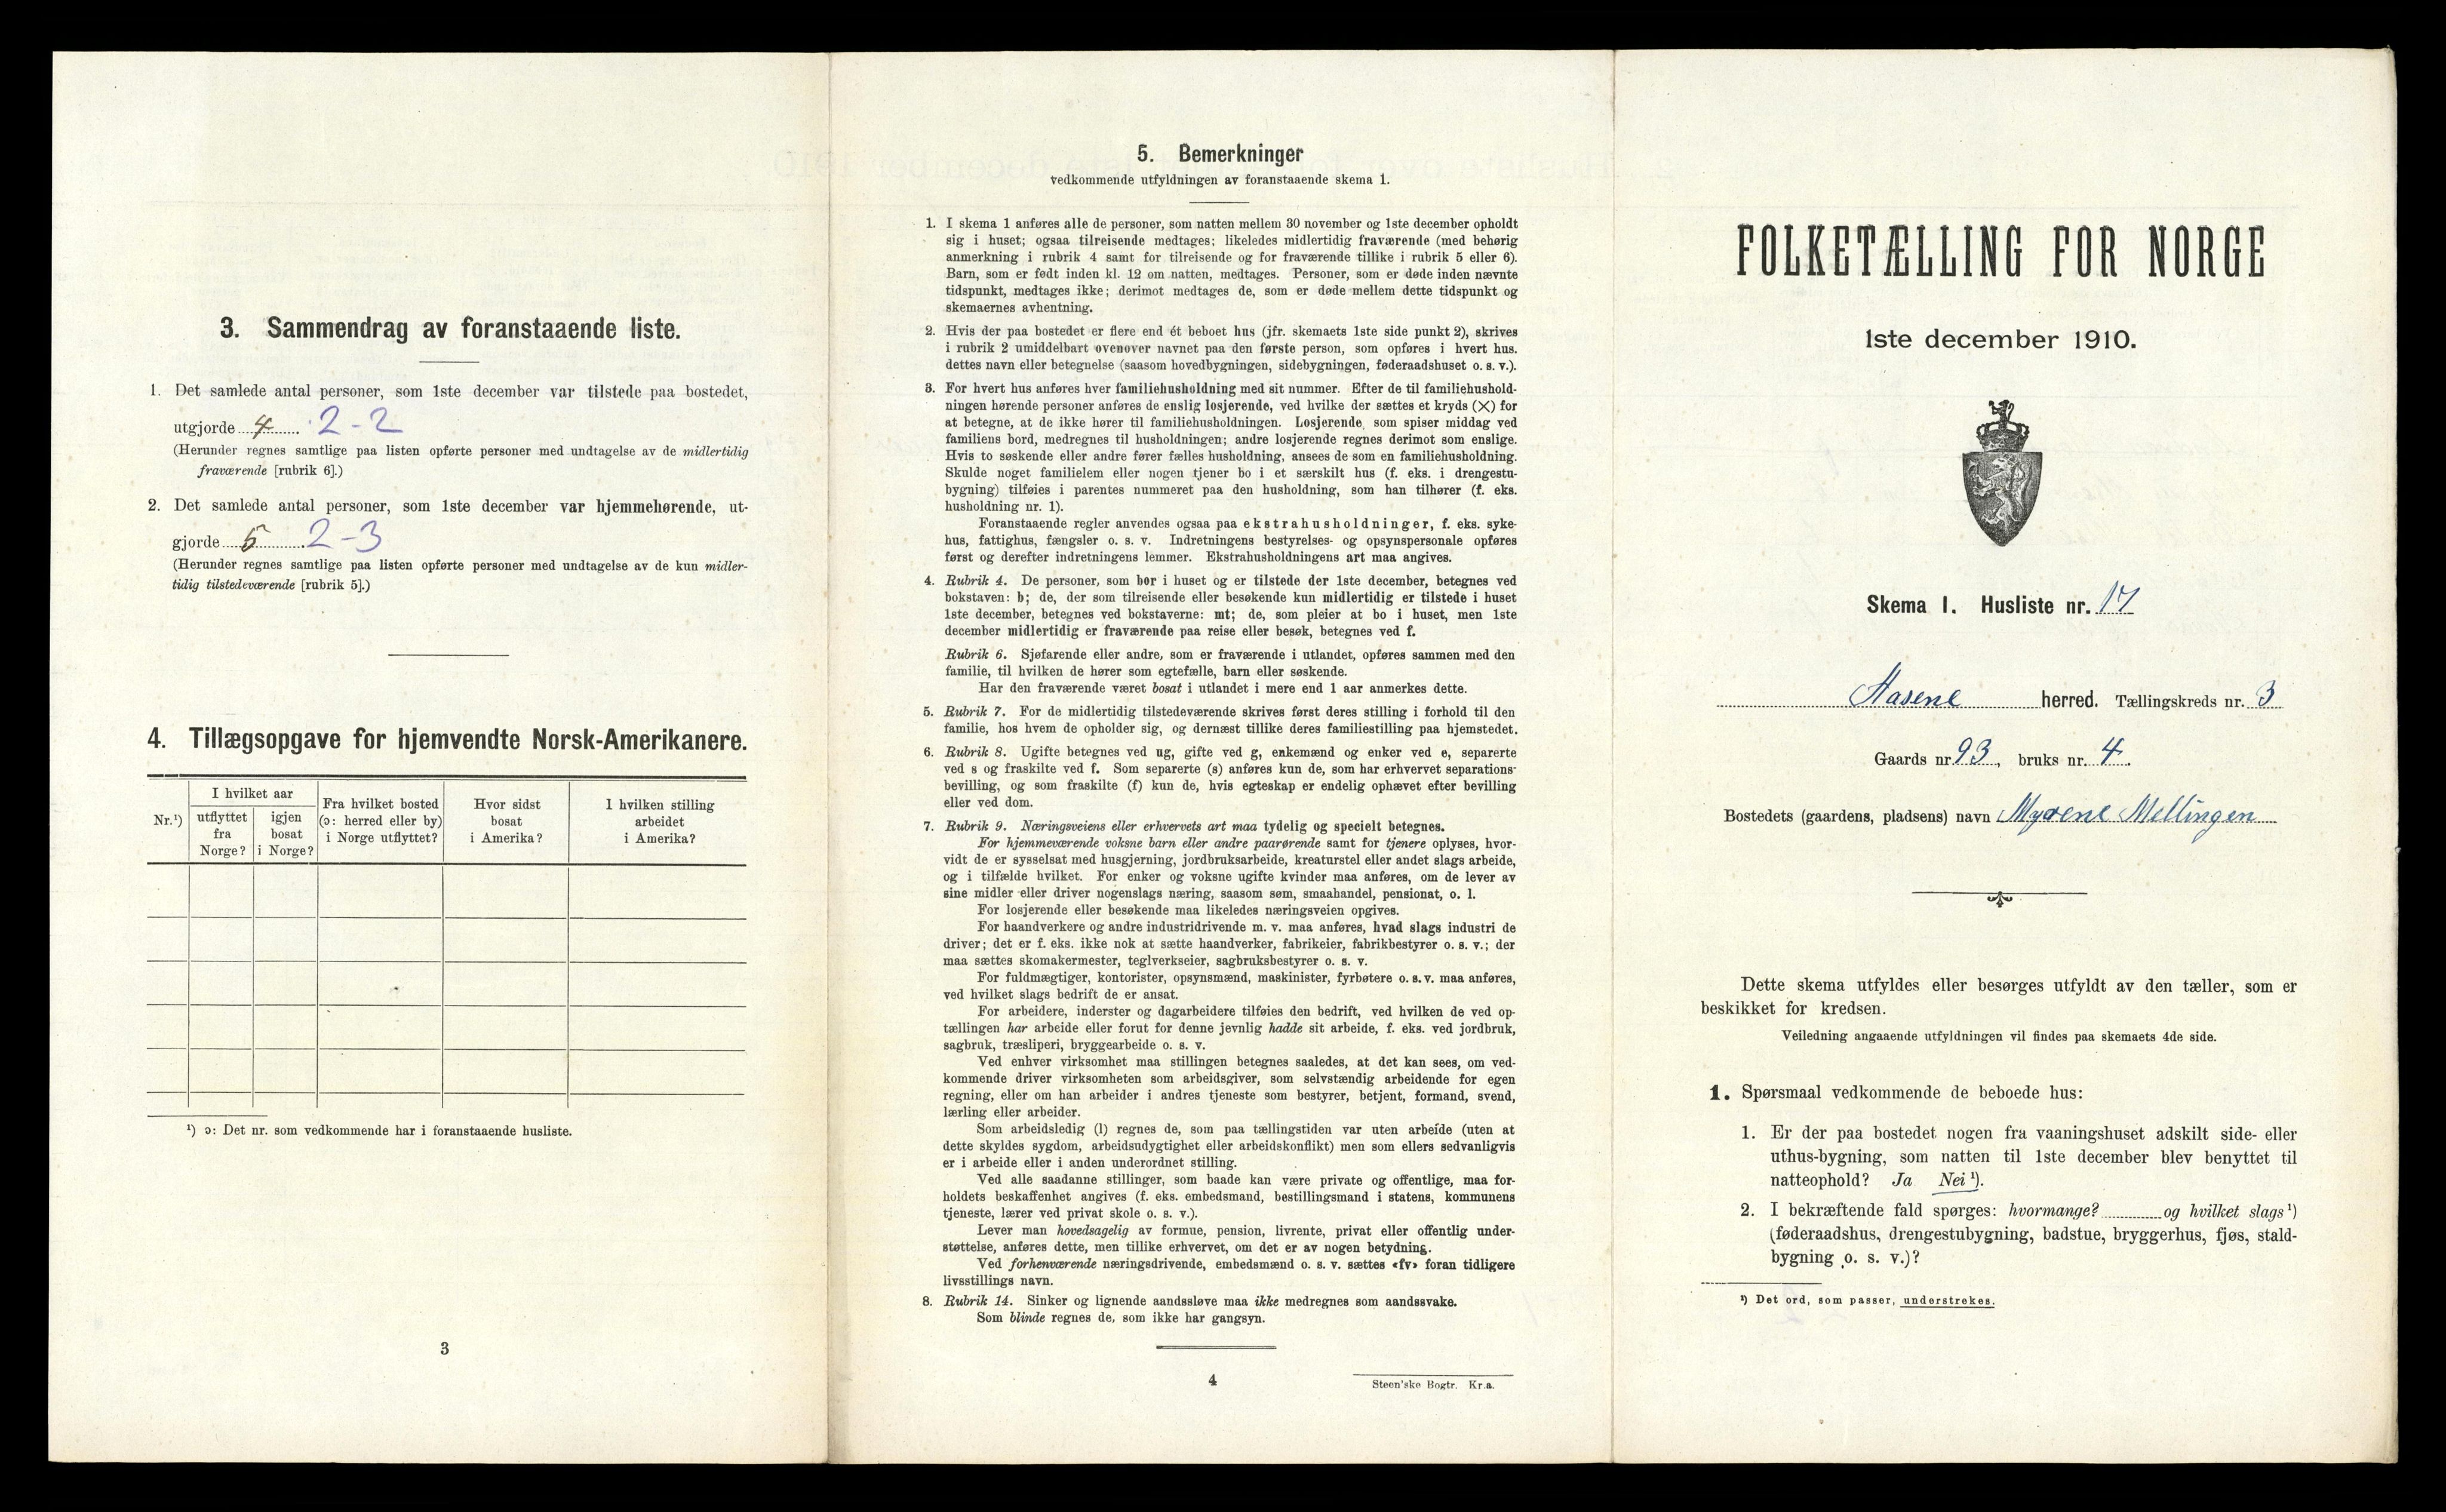 3. Sammendrag av foranstaaende liste.
1. Det samlede antal personer, som 1ste december var tilstede paa bostedet,
utgjorde 4 2-2
(Herunder regnes samtlige paa listen opførte personer med undtagelse av de midlertidig
fraværende [rubrik 6].)
2. Det samlede antal personer, som 1ste december var hjemmehørende, ut-
gjorde 5 2-3
(Herunder regnes samtlige paa listen opførte personer med undtagelse av de kun midler-
tidig tilstedeværende [rubrik 5].)
4. Tillægsopgave for hjemvendte Norsk-Amerikanere.
Nr.¹)
I hvilket aar
utflyttet
fra
Norge?
igjen
bosat
i Norge?
Fra hvilket bosted
(ɔ: herred eller by)
i Norge utflyttet?
Hvor sidst
bosat
i Amerika?
I hvilken stilling
arbeidet
i Amerika?
¹) ɔ: Det nr. som vedkommende har i foranstaaende husliste.
3
5. Bemerkninger
vedkommende utfyldningen av foranstaaende skema 1.
1. I skema 1 anføres alle de personer, som natten mellem 30 november og 1ste december opholdt
sig i huset; ogsaa tilreisende medtages; likeledes midlertidig fraværende (med behørig
anmerkning i rubrik 4 samt for tilreisende og for fraværende tillike i rubrik 5 eller 6).
Barn, som er født inden kl. 12 om natten, medtages. Personer, som er døde inden nævnte
tidspunkt, medtages ikke; derimot medtages de, som er døde mellem dette tidspunkt og
skemaernes avhentning.
2. Hvis der paa bostedet er flere end ét beboet hus (jfr. skemaets 1ste side punkt 2), skrives
i rubrik 2 umiddelbart ovenover navnet paa den første person, som opføres i hvert hus.
dettes navn eller betegnelse (saasom hovedbygningen, sidebygningen, føderaadshuset o. s. v.).
3. For hvert hus anføres hver familiehusholdning med sit nummer. Efter de til familiehushold-
ningen hørende personer anføres de enslig losjerende, ved hvilke der sættes et kryds (×) for
at betegne, at de ikke hører til familiehusholdningen. Losjerende, som spiser middag ved
familiens bord, medregnes til husholdningen; andre losjerende regnes derimot som enslige.
Hvis to søskende eller andre fører fælles husholdning, ansees de som en familiehusholdning.
Skulde noget familielem eller nogen tjener bo i et særskilt hus (f. eks. i drengestu-
bygning) tilføies i parentes nummeret paa den husholdning, som han tilhører (f. eks.
husholdning nr. 1).
Foranstaaende regler anvendes ogsaa paa ekstrahusholdninger, f. eks. syke-
hus, fattighus, fængsler o. s. v. Indretningens bestyrelses- og opsynspersonale opføres
først og derefter indretningens lemmer. Ekstrahusholdningens art maa angives.
4. Rubrik 4. De personer, som bor i huset og er tilstede der 1ste december, betegnes ved
bokstaven: b; de, der som tilreisende eller besøkende kun midlertidig er tilstede i huset
1ste december, betegnes ved bokstaverne: mt; de, som pleier at bo i huset, men 1ste
december midlertidig er fraværende paa reise eller besøk, betegnes ved f.
Rubrik 6. Sjøfarende eller andre, som er fraværende i utlandet, opføres sammen med den
familie, til hvilken de hører som egtefælle, barn eller søskende.
Har den fraværende været bosat i utlandet i mere end 1 aar anmerkes dette.
5. Rubrik 7. For de midlertidig tilstedeværende skrives først deres stilling i forhold til den
familie, hos hvem de opholder sig, og dernæst tillike deres familiestilling paa hjemstedet.
6. Rubrik 8. Ugifte betegnes ved ug, gifte ved g, enkemænd og enker ved e, separerte
ved s og fraskilte ved f. Som separerte (s) anføres kun de, som har erhvervet separations-
bevilling, og som fraskilte (f) kun de, hvis egteskap er endelig ophævet efter bevilling
eller ved dom.
7. Rubrik 9. Næringsveiens eller erhvervets art maa tydelig og specielt betegnes.
For hjemmeværende voksne barn eller andre paarørende samt for tjenere oplyses, hvor-
vidt de er sysselsat med husgjerning, jordbruksarbeide, kreaturstel eller andet slags arbeide,
og i tilfælde hvilket. For enker og voksne ugifte kvinder maa anføres, om de lever av
sine midler eller driver nogenslags næring, saasom søm, smaahandel, pensionat, o. l.
For losjerende eller besøkende maa likeledes næringsveien opgives.
For haandverkere og andre industridrivende m. v. maa anføres, hvad slags industri de
driver; det er f. eks. ikke nok at sætte haandverker, fabrikeier, fabrikbestyrer o. s. v.; der
maa sættes skomakermester, teglverkseier, sagbruksbestyrer o. s. v.
For fuldmægtiger, kontorister, opsynsmænd, maskinister, fyrbøtere o. s. v. maa anføres,
ved hvilket slags bedrift de er ansat.
For arbeidere, inderster og dagarbeidere tilføies den bedrift, ved hvilken de ved op-
tællingen har arbeide eller forut for denne jevnlig hadde sit arbeide, f. eks. ved jordbruk,
sagbruk, træsliperi, bryggearbeide o. s. v.
Ved enhver virksomhet maa stillingen betegnes saaledes, at det kan sees, om ved-
kommende driver virksomheten som arbeidsgiver, som selvstændig arbeidende for egen
regning, eller om han arbeider i andres tjeneste som bestyrer, betjent, formand, svend,
lærling eller arbeider.
Som arbeidsledig (l) regnes de, som paa tællingstiden var uten arbeide (uten at
dette skyldes sygdom, arbeidsudygtighet eller arbeidskonflikt) men som ellers sedvanligvis
er i arbeide eller i anden underordnet stilling.
Ved alle saadanne stillinger, som baade kan være private og offentlige, maa for-
holdets beskaffenhet angives (f. eks. embedsmand, bestillingsmand i statens, kommunens
tjeneste, lærer ved privat skole o. s. v.).
Lever man hovedsagelig av formue, pension, livrente, privat eller offentlig under-
støttelse, anføres dette, men tillike erhvervet, om det er av nogen betydning.
Ved forhenværende næringsdrivende, embedsmænd o. s. v. sættes «fv» foran tidligere
livsstillings navn.
8. Rubrik 14. Sinker og lignende aandssløve maa ikke medregnes som aandssvake.
Som blinde regnes de, som ikke har gangsyn.
4
Steen'ske Bogtr. Kr.a.
FOLKETÆLLING FOR NORGE
1ste december 1910.
Skema 1. Husliste nr. 17
Aasene herred. Tællingskreds nr. 3
Gaards nr. 93, bruks nr. 4.
Bostedets (gaardens, pladsens) navn Myrene Mellingen
Dette skema utfyldes eller besørges utfyldt av den tæller, som er
beskikket for kredsen.
Veiledning angaaende utfyldningen vil findes paa skemaets 4de side.
1. Spørsmaal vedkommende de beboede hus:
1. Er der paa bostedet nogen fra vaaningshuset adskilt side- eller
uthus-bygning, som natten til 1ste december blev benyttet til
natteophold? Ja Nei ¹).
2. I bekræftende fald spørges: hvormange? og hvilket slags ¹)
(føderaadshus, drengestubygning, badstue, bryggerhus, fjøs, stald-
bygning o. s. v.)?
¹) Det ord, som passer, understrekes.